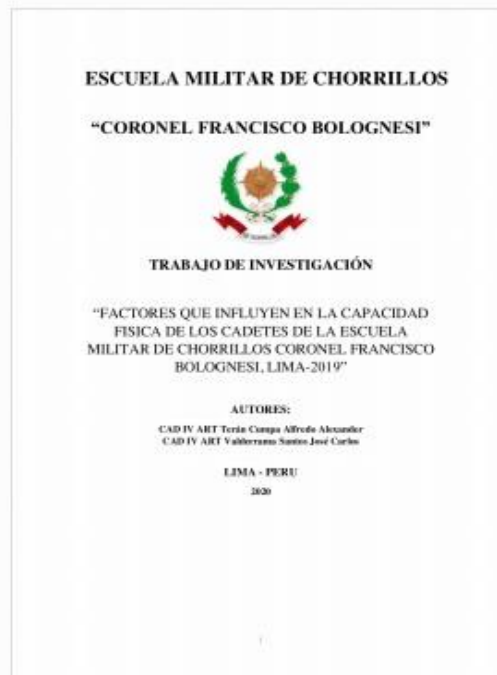 ESCUELA MILITAR DE CHORRILLOS
“CORONEL FRANCISCO BOLOGNESI”
TRABAJO DE INVESTIGACIÓN
“FACTORES QUE INFLUYEN EN LA CAPACIDAD
FISICA DE LOS CADETES DE LA ESCUELA
MILITAR DE CHORRILLOS CORONEL FRANCISCO
BOLOGNESI, LIMA-2019”
AUTORES:
CAD IV ART Terán Cumpa Alfredo Alexander
CAD IV ART Valderrama Santos José Carlos
LIMA - PERU
2020